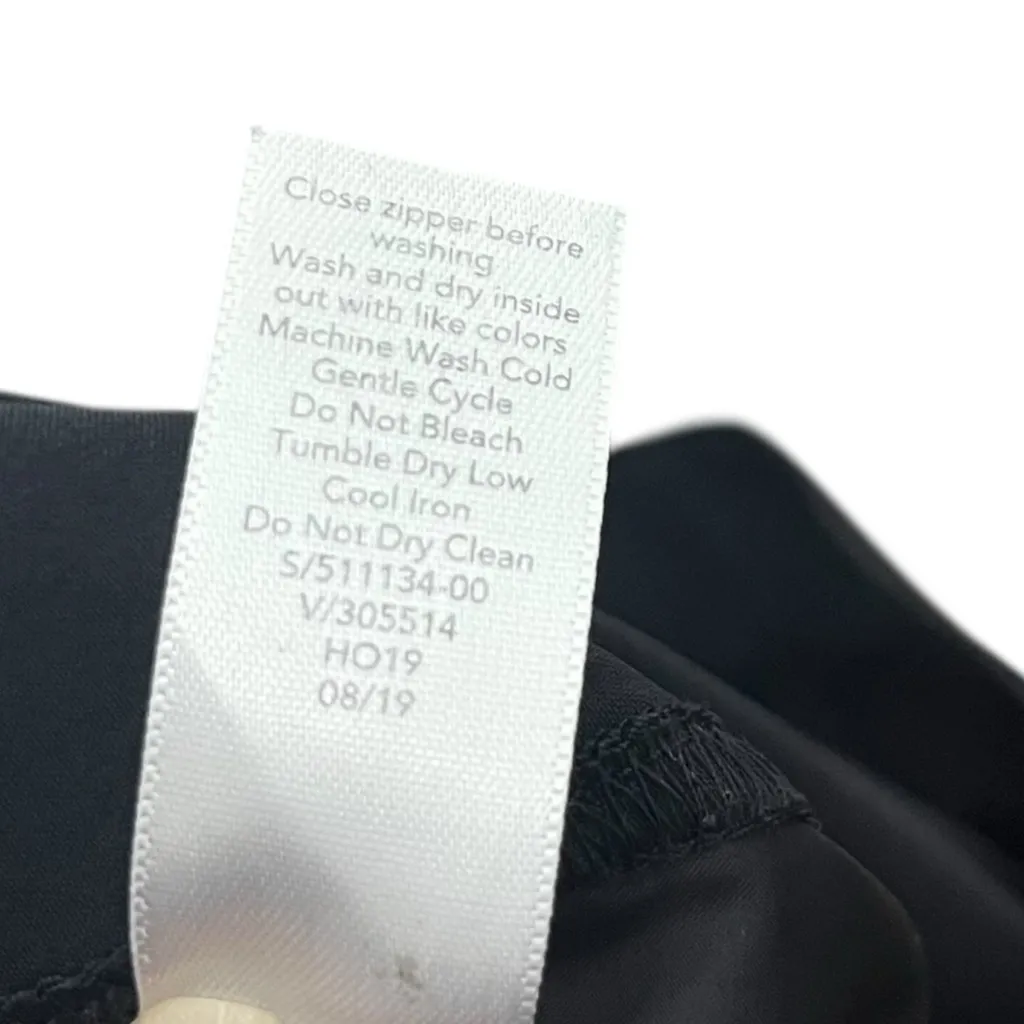 Close zipper before
washing
Wash and dry inside
out with like colors
Machine Wash Cold
Gentle Cycle
Do Not Bleach
Tumble Dry Low
Cool Iron
Do Not Dry Clean
S/511134-00
V/305514
HO19
08/19